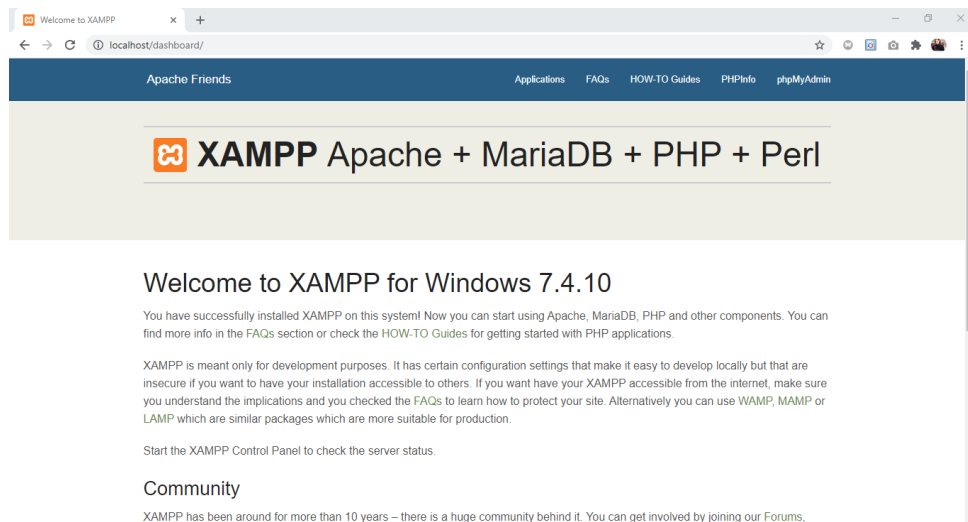 Welcome to XAMPP
localhost/dashboard/
Apache Friends
Applications FAQs HOW-TO Guides PHPInfo phpMyAdmin
XAMPP Apache + MariaDB + PHP + Perl
Welcome to XAMPP for Windows 7.4.10
You have successfully installed XAMPP on this system! Now you can start using Apache, MariaDB, PHP and other components. You can
find more info in the FAQs section or check the HOW-TO Guides for getting started with PHP applications.
XAMPP is meant only for development purposes. It has certain configuration settings that make it easy to develop locally but that are
insecure if you want to have your installation accessible to others. If you want have your XAMPP accessible from the internet, make sure
you understand the implications and you checked the FAQs to learn how to protect your site. Alternatively you can use WAMP, MAMP or
LAMP which are similar packages which are more suitable for production.
Start the XAMPP Control Panel to check the server status.
Community
XAMPP has been around for more than 10 years – there is a huge community behind it. You can get involved by joining our Forums,